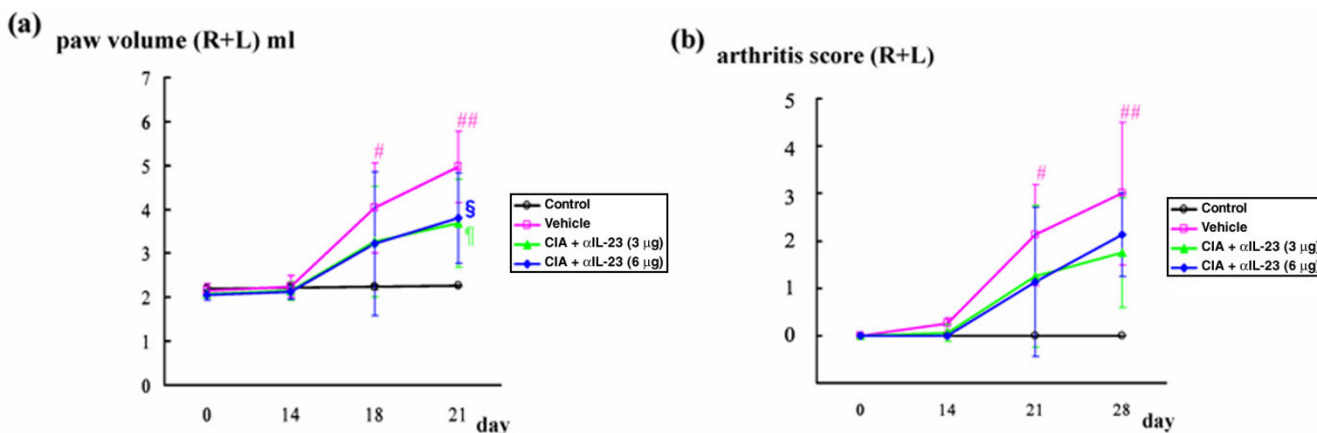 (a)
paw volume (R+L) ml
7
6
5
4
3
2
1
0
0 14 18 21 day
#
##
§
¶
Control
Vehicle
CIA + αIL-23 (3 µg)
CIA + αIL-23 (6 µg)
(b)
arthritis score (R+L)
5
4
3
2
1
0
0 14 21 28 day
#
##
Control
Vehicle
CIA + αIL-23 (3 µg)
CIA + αIL-23 (6 µg)